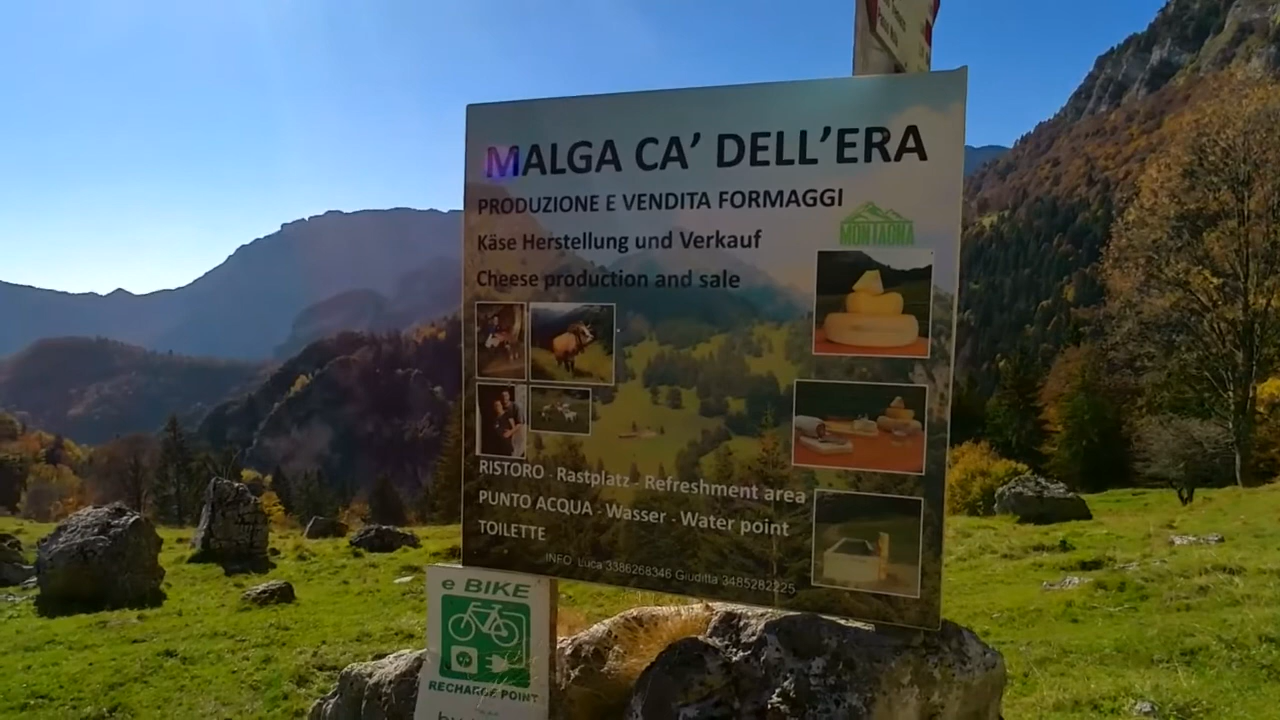 MALGA CA' DELL'ERA
PRODUZIONE E VENDITA FORMAGGI
MONTAGNA
Käse Herstellung und Verkauf
Cheese production and sale
RISTORO - Rastplatz - Refreshment area
PUNTO ACQUA - Wasser - Water point
TOILETTE
INFO Luca 3386268346 Giuditta 3485282225
e BIKE
RECHARGE POINT